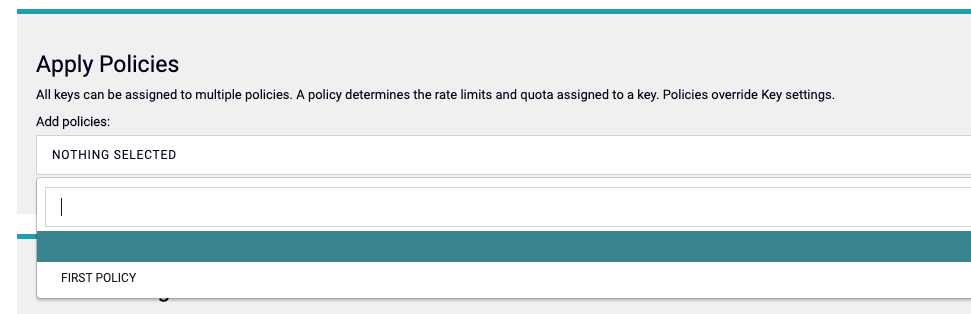 Apply Policies
All keys can be assigned to multiple policies. A policy determines the rate limits and quota assigned to a key. Policies override Key settings.
Add policies:
NOTHING SELECTED
FIRST POLICY